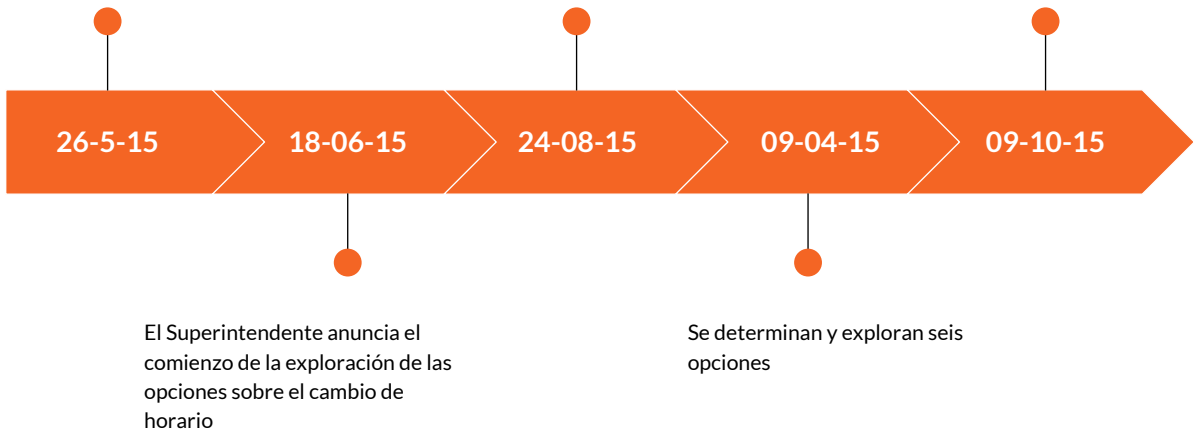 26-5-15
18-06-15
24-08-15
09-04-15
09-10-15
El Superintendente anuncia el
comienzo de la exploración de las
opciones sobre el cambio de
horario
Se determinan y exploran seis
opciones